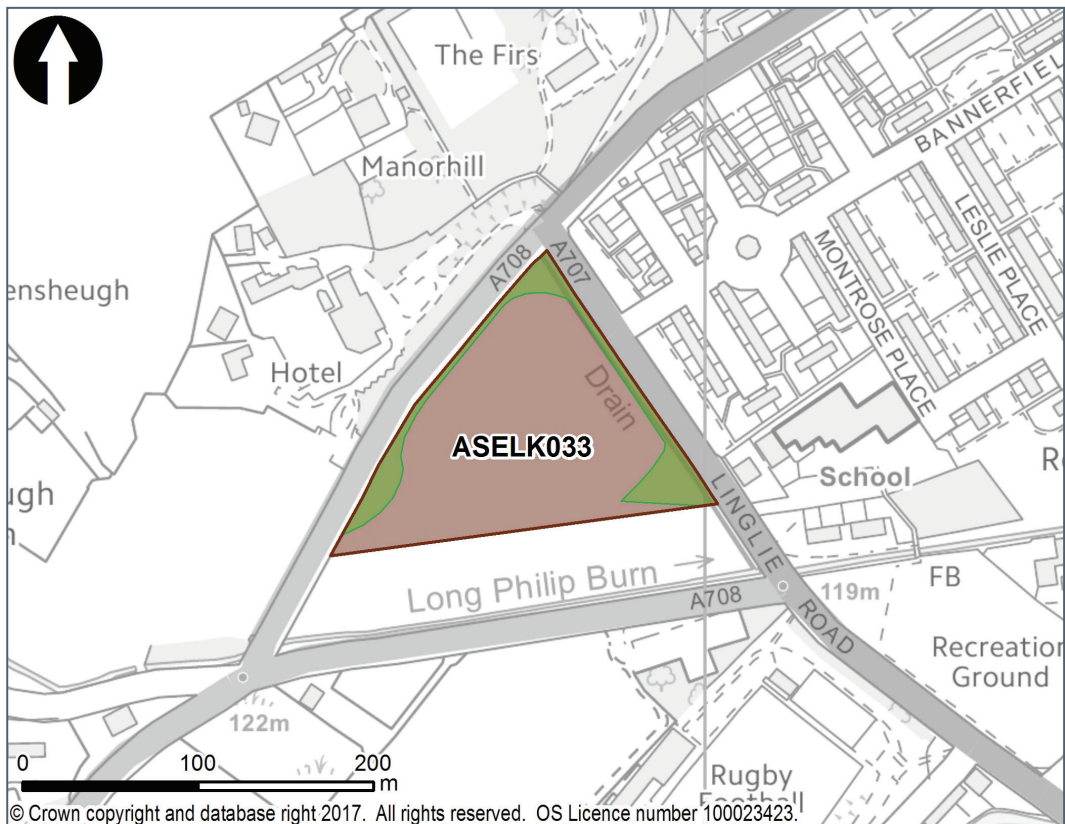 The Firs
Manorhill
BANNERFIEL
LESLIE PLACE
MONTROSE PLACE
A708
A707
ensheugh
Hotel
Drain
ASELK033
School
R
ugh
LINGLIE ROAD
Long Philip Burn
A708
119m
FB
Recreation
Ground
122m
0 100 200
m
Rugby
Football
© Crown copyright and database right 2017. All rights reserved. OS Licence number 100023423.